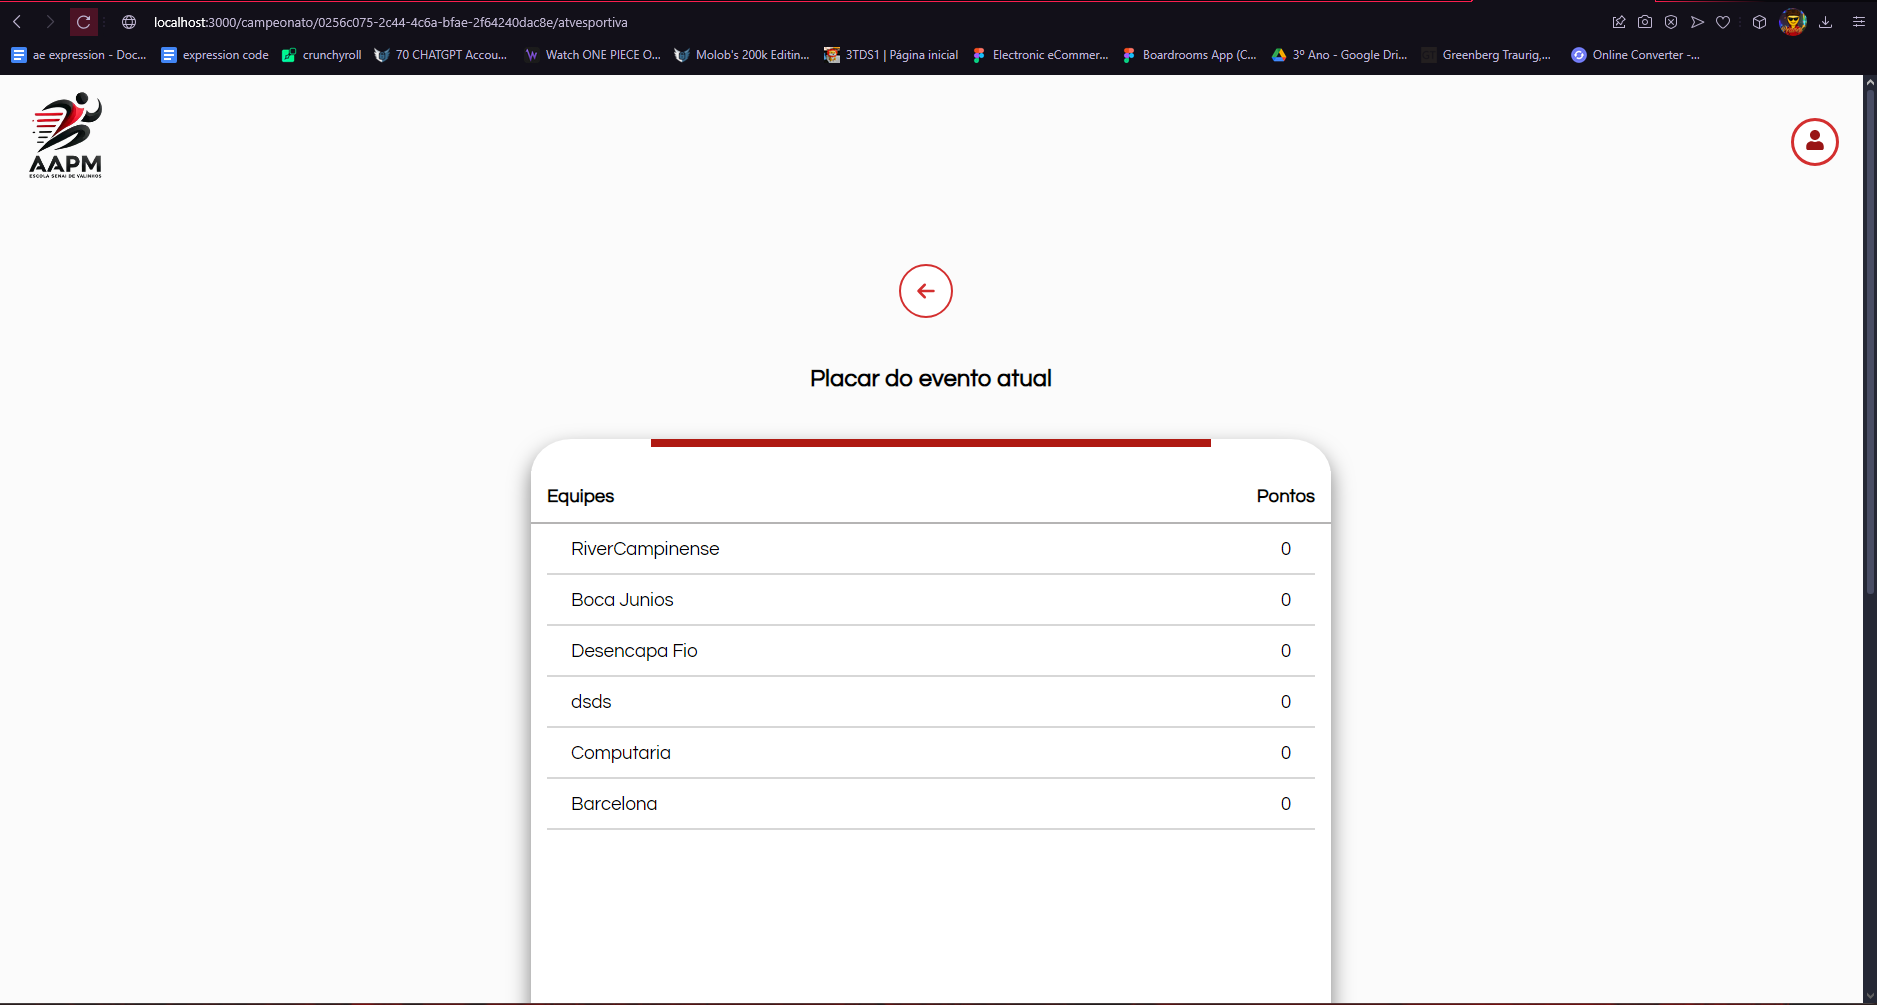 localhost:3000/campeonato/0256c075-2c44-4c6a-bfae-2f64240dac8e/atvesportiva
ae expression - Doc... expression code crunchyroll 70 CHATGPT Accou... Watch ONE PIECE O... Molob's 200k Editin... 3TDS1 | Página inicial Electronic eCommer... Boardrooms App (C... 3º Ano - Google Dri... Greenberg Traurig,... Online Converter -...
AAPM
ESCOLA SENAI DE VALINHOS
Placar do evento atual
Equipes Pontos
RiverCampinense 0
Boca Junios 0
Desencapa Fio 0
dsds 0
Computaria 0
Barcelona 0